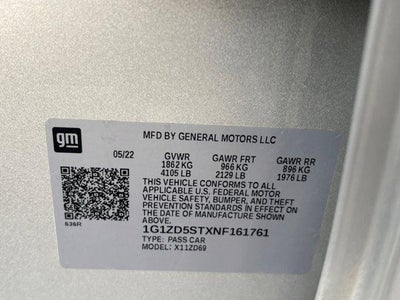 gm
MFD BY GENERAL MOTORS LLC
05/22 GVWR GAWR FRT GAWR RR
1862 KG 966 KG 896 KG
4105 LB 2129 LB 1976 LB
THIS VEHICLE CONFORMS TO ALL
APPLICABLE U.S. FEDERAL MOTOR
VEHICLE SAFETY, BUMPER, AND THEFT
PREVENTION STANDARDS IN EFFECT ON
THE DATE OF MANUFACTURE SHOWN
ABOVE.
636R
1G1ZD5STXNF161761
TYPE: PASS CAR
MODEL: X11ZD69